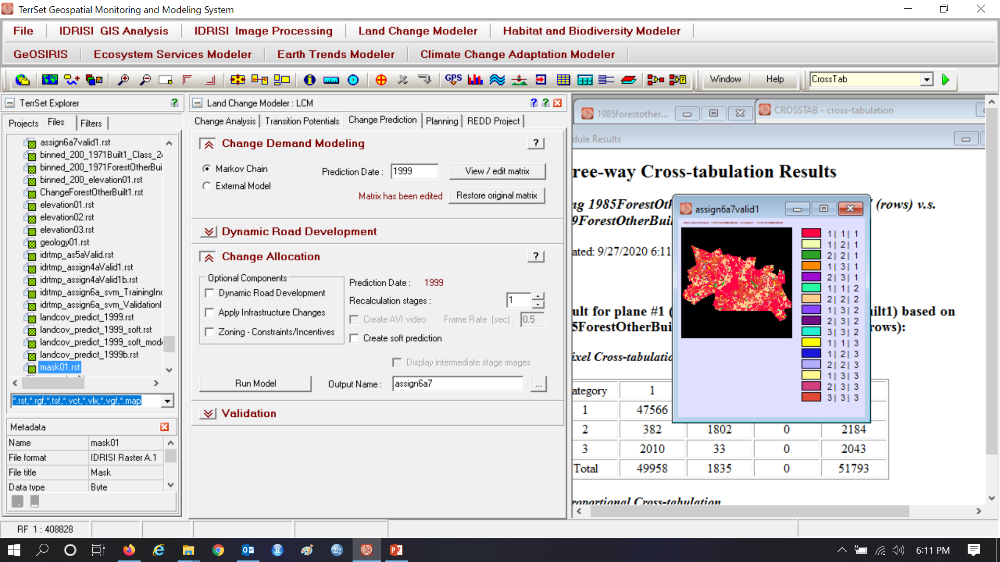 TerrSet Geospatial Monitoring and Modeling System
File IDRISI GIS Analysis IDRISI Image Processing Land Change Modeler Habitat and Biodiversity Modeler
GeOSIRIS Ecosystem Services Modeler Earth Trends Modeler Climate Change Adaptation Modeler
GPS Window Help CrossTab
TerrSet Explorer ?
Projects Files Filters
assign6a7valid1.rst
binned_200_1971Built1_Class_2
binned_200_1971ForestOtherBui
binned_200_elevation01.rst
ChangeForestOtherBuilt1.rst
elevation01.rst
elevation02.rst
elevation03.rst
geology01.rst
idrtmp_as5aValid.rst
idrtmp_assign4aValid1.rst
idrtmp_assign4aValid1b.rst
idrtmp_assign6a_svm_TrainingInc
idrtmp_assign6a_svm_ValidationI
landcov_predict_1999.rst
landcov_predict_1999_soft.rst
landcov_predict_1999_soft_mod
landcov_predict_1999b.rst
mask01.rst
*.rst,*.rgf,*.tsf,*.vct,*.vlx,*.vgf,*.map
Metadata
Name mask01
File format IDRISI Raster A.1
File title Mask
Data type Byte
RF 1 : 408828
Land Change Modeler : LCM ? ?
Change Analysis Transition Potentials Change Prediction Planning REDD Project
Change Demand Modeling ?
Markov Chain Prediction Date : 1999 View / edit matrix
External Model
Matrix has been edited Restore original matrix
Dynamic Road Development
Change Allocation ?
Optional Components
Dynamic Road Development
Apply Infrastructure Changes
Zoning - Constraints/Incentives
Prediction Date : 1999
Recalculation stages : 1
Create AVI video Frame Rate (sec) : 0.5
Create soft prediction
Display intermediate stage images
Run Model Output Name : assign6a7 ...
Validation
1985forestother... CROSSTAB - cross-tabulation
dule Results
ree-way Cross-tabulation Results
ng 1985ForestOth (rows) v.s.
9ForestOtherBui
ated: 9/27/2020 6:11
ult for plane #1 ( ilt1) based on
5ForestOtherBui rows):
ixel Cross-tabulatio
ategory 1
1 47566
2 382 1802 0 2184
3 2010 33 0 2043
Total 49958 1835 0 51793
roportional Cross-tabulation
assign6a7valid1
1 | 1 | 1
1 | 2 | 1
2 | 2 | 1
1 | 3 | 1
2 | 3 | 1
1 | 1 | 2
2 | 2 | 2
1 | 3 | 2
2 | 3 | 2
3 | 3 | 2
1 | 1 | 3
1 | 2 | 3
2 | 2 | 3
1 | 3 | 3
2 | 3 | 3
3 | 3 | 3
6:11 PM